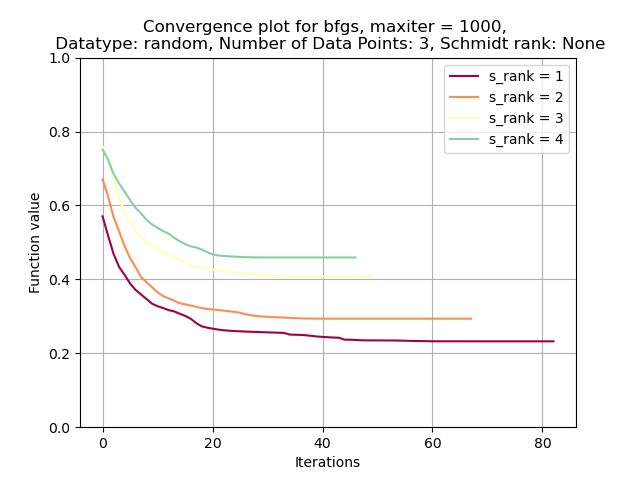 Convergence plot for bfgs, maxiter = 1000,
Datatype: random, Number of Data Points: 3, Schmidt rank: None
1.0
0.8
0.6
0.4
0.2
0.0
Function value
s_rank = 1
s_rank = 2
s_rank = 3
s_rank = 4
0 20 40 60 80
Iterations